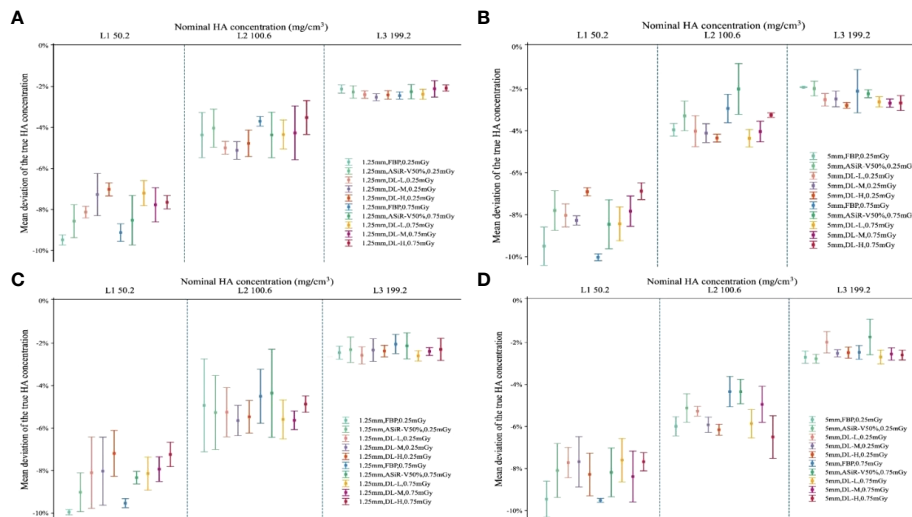 A
Nominal HA concentration (mg/cm³)
L1 50.2 L2 100.6 L3 199.2
Mean deviation of the true HA concentration
0%
-2%
-4%
-6%
-8%
-10%
1.25mm,FBP,0.25mGy
1.25mm,ASiR-V50%,0.25mGy
1.25mm,DL-L,0.25mGy
1.25mm,DL-M,0.25mGy
1.25mm,DL-H,0.25mGy
1.25mm,FBP,0.75mGy
1.25mm,ASiR-V50%,0.75mGy
1.25mm,DL-L,0.75mGy
1.25mm,DL-M,0.75mGy
1.25mm,DL-H,0.75mGy
B
Nominal HA concentration (mg/cm³)
L1 50.2 L2 100.6 L3 199.2
Mean deviation of the true HA concentration
0%
-2%
-4%
-6%
-8%
-10%
5mm,FBP,0.25mGy
5mm,ASiR-V50%,0.25mGy
5mm,DL-L,0.25mGy
5mm,DL-M,0.25mGy
5mm,DL-H,0.25mGy
5mm,FBP,0.75mGy
5mm,ASiR-V50%,0.75mGy
5mm,DL-L,0.75mGy
5mm,DL-M,0.75mGy
5mm,DL-H,0.75mGy
C
Nominal HA concentration (mg/cm³)
L1 50.2 L2 100.6 L3 199.2
Mean deviation of the true HA concentration
0%
-2%
-4%
-6%
-8%
-10%
1.25mm,FBP,0.25mGy
1.25mm,ASiR-V50%,0.25mGy
1.25mm,DL-L,0.25mGy
1.25mm,DL-M,0.25mGy
1.25mm,DL-H,0.25mGy
1.25mm,FBP,0.75mGy
1.25mm,ASiR-V50%,0.75mGy
1.25mm,DL-L,0.75mGy
1.25mm,DL-M,0.75mGy
1.25mm,DL-H,0.75mGy
D
Nominal HA concentration (mg/cm³)
L1 50.2 L2 100.6 L3 199.2
Mean deviation of the true HA concentration
0%
-2%
-4%
-6%
-8%
-10%
5mm,FBP,0.25mGy
5mm,ASiR-V50%,0.25mGy
5mm,DL-L,0.25mGy
5mm,DL-M,0.25mGy
5mm,DL-H,0.25mGy
5mm,FBP,0.75mGy
5mm,ASiR-V50%,0.75mGy
5mm,DL-L,0.75mGy
5mm,DL-M,0.75mGy
5mm,DL-H,0.75mGy